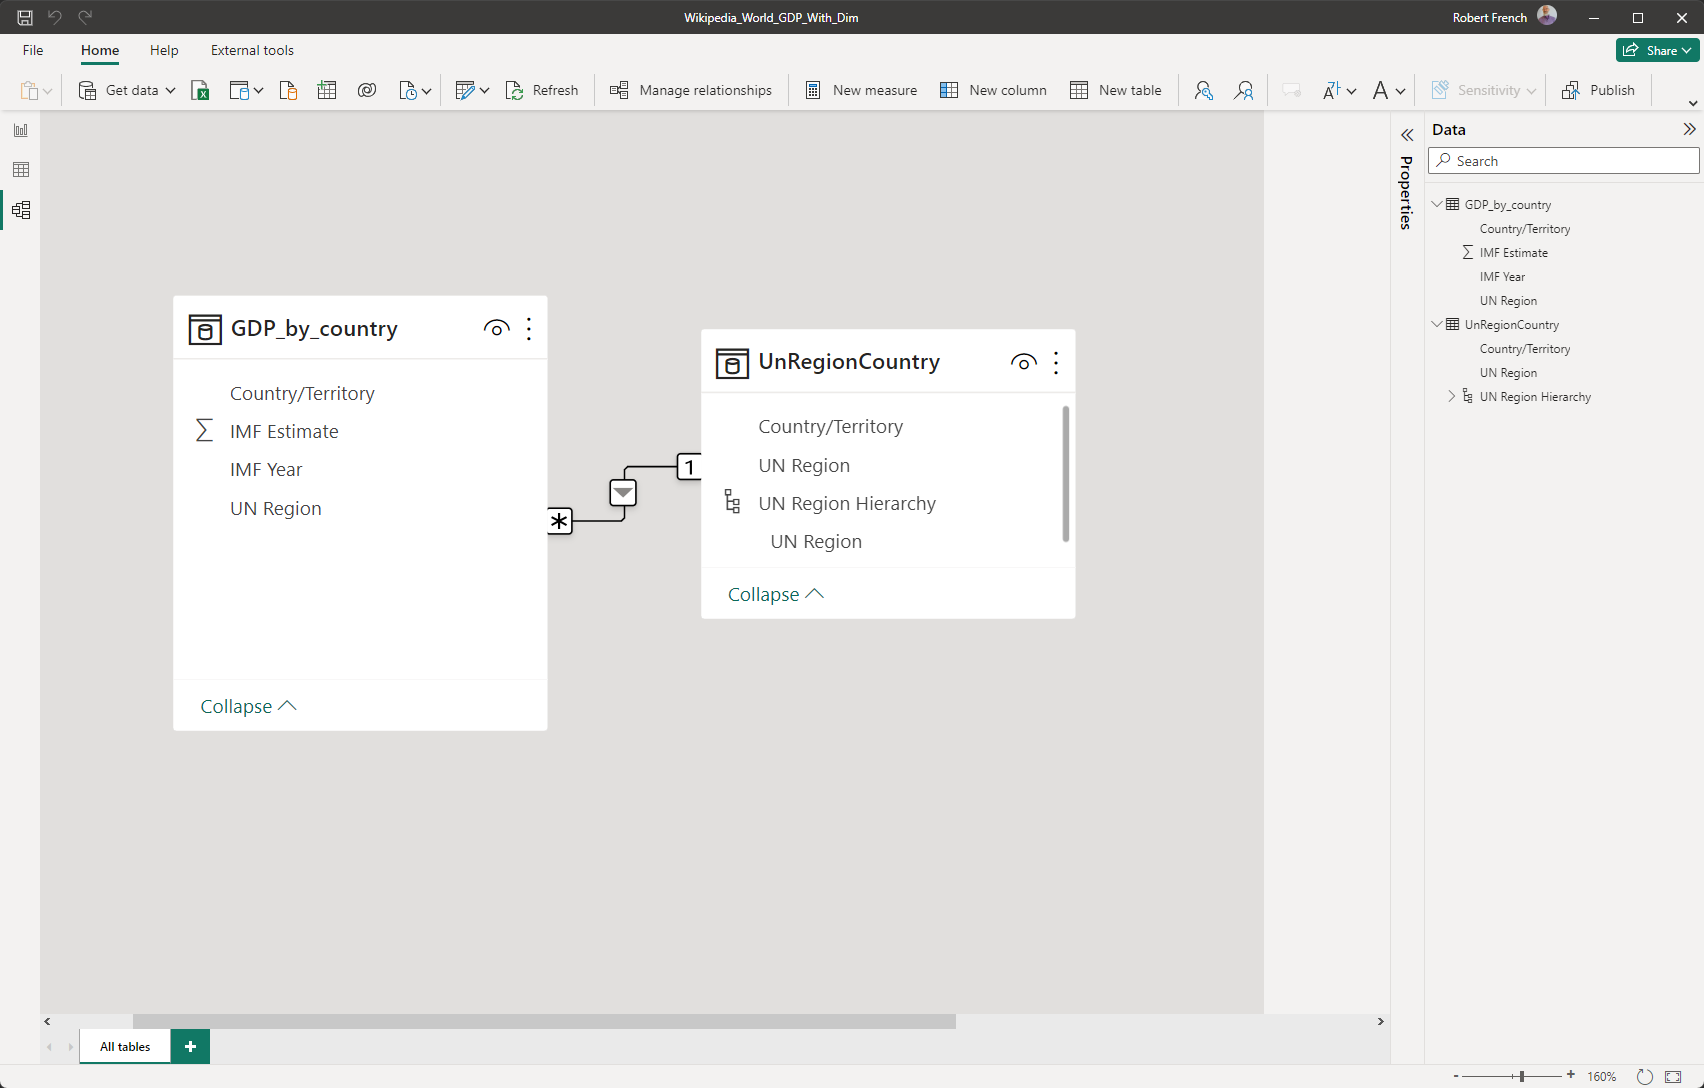 Wikipedia_World_GDP_With_Dim
Robert French
File Home Help External tools
Share
Get data
Refresh
Manage relationships
New measure
New column
New table
Sensitivity
Publish
GDP_by_country
Country/Territory
IMF Estimate
IMF Year
UN Region
Collapse
*
1
UnRegionCountry
Country/Territory
UN Region
UN Region Hierarchy
UN Region
Collapse
Properties
Data
Search
GDP_by_country
Country/Territory
IMF Estimate
IMF Year
UN Region
UnRegionCountry
Country/Territory
UN Region
UN Region Hierarchy
All tables
+
- + 160%